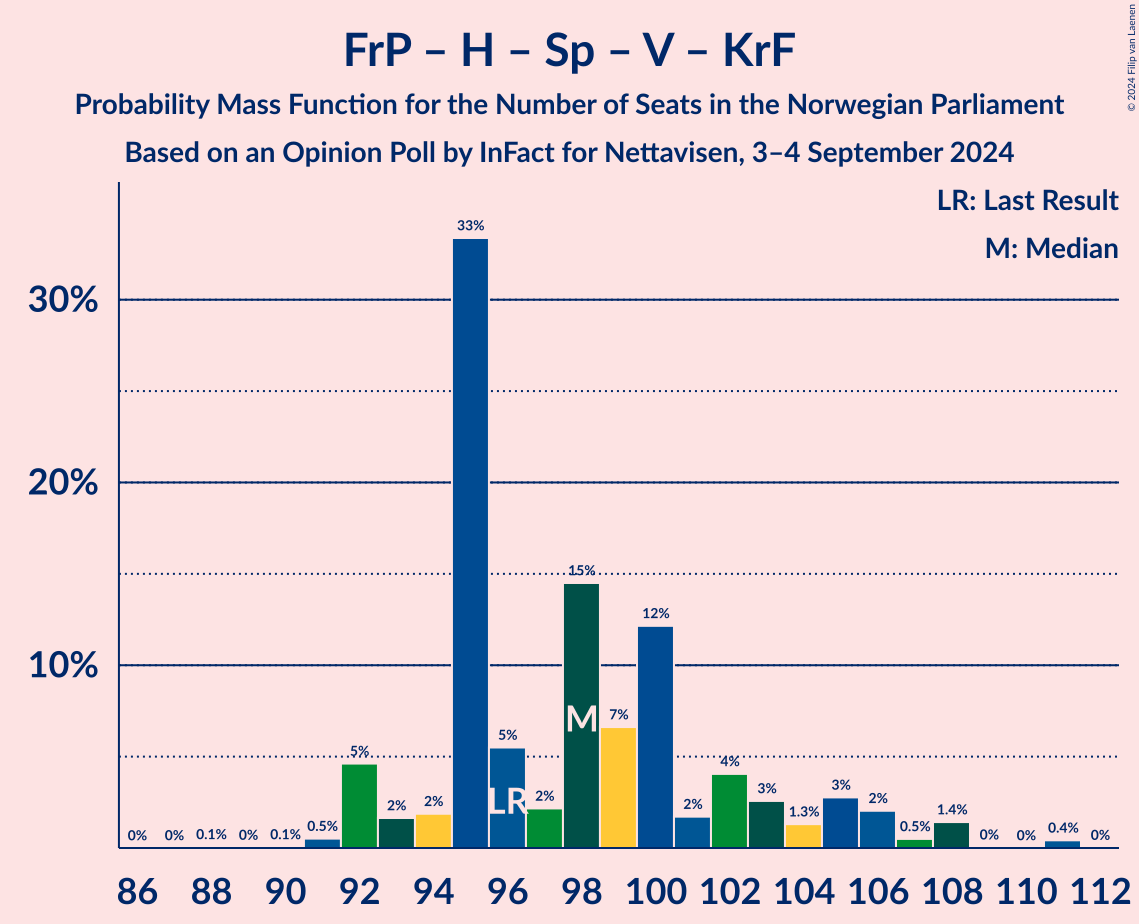 FrP – H – Sp – V – KrF
Probability Mass Function for the Number of Seats in the Norwegian Parliament
Based on an Opinion Poll by InFact for Nettavisen, 3–4 September 2024
© 2024 Filip van Laenen
LR: Last Result
M: Median
30%
20%
10%
0% 0% 0.1% 0% 0.1% 0.5% 5% 2% 2% 33% 5% 2% 15% 7% 12% 2% 4% 3% 1.3% 3% 2% 0.5% 1.4% 0% 0% 0.4% 0%
LR
M
86 88 90 92 94 96 98 100 102 104 106 108 110 112